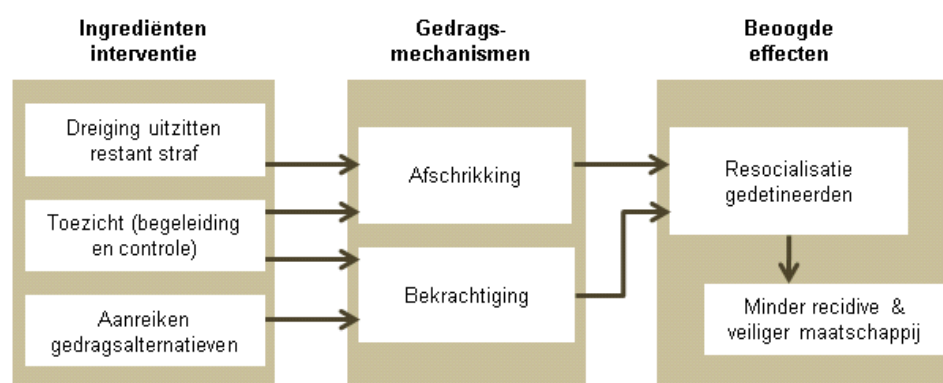 Ingrediënten
interventie
Gedrags-
mechanismen
Beoogde
effecten
Dreiging uitzitten
restant straf
Toezicht (begeleiding
en controle)
Aanreiken
gedragsalternatieven
Afschrikking
Bekrachtiging
Resocialisatie
gedetineerden
Minder recidive &
veiliger maatschappij